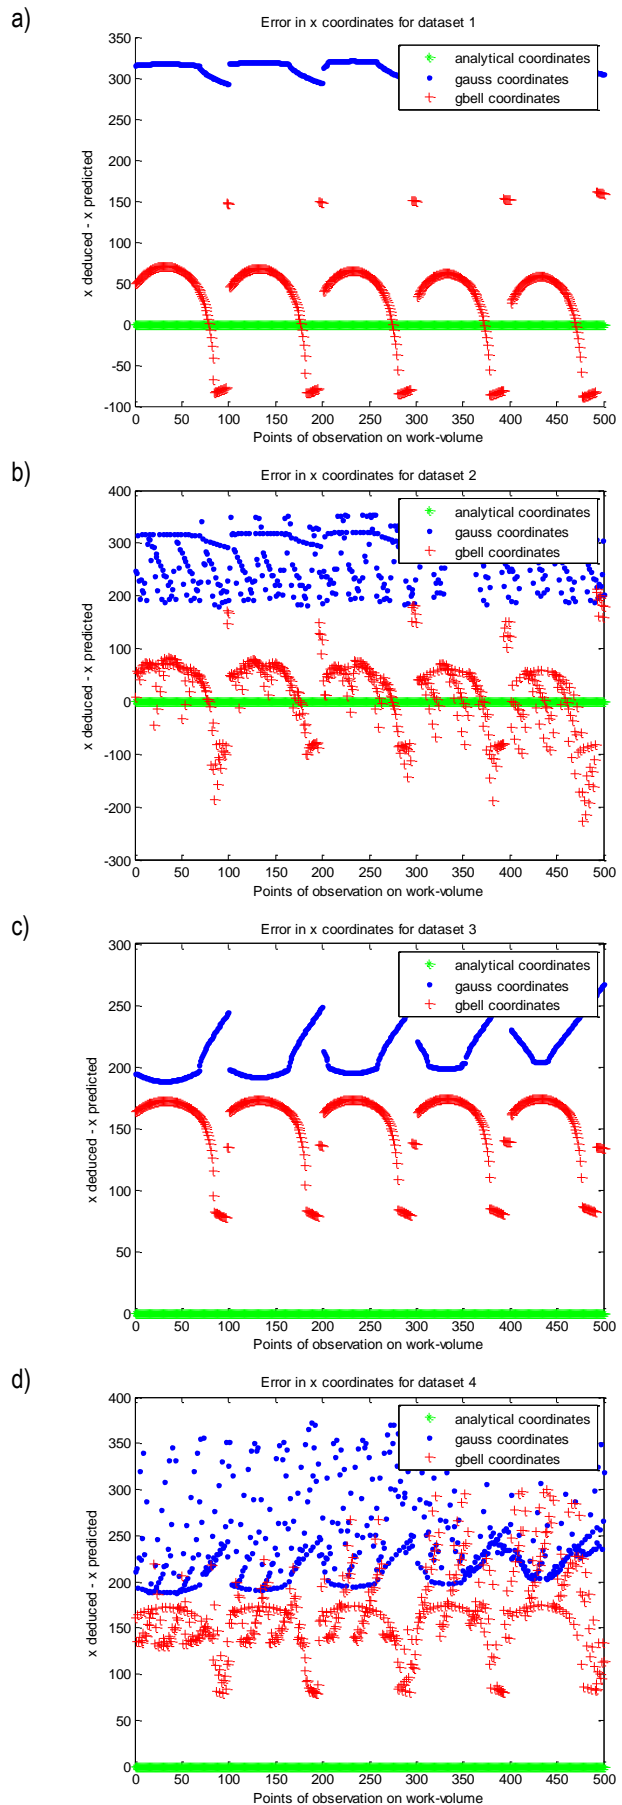 a)
Error in x coordinates for dataset 1
analytical coordinates
gauss coordinates
gbell coordinates
x deduced - x predicted
350
300
250
200
150
100
50
0
-50
-100
0 50 100 150 200 250 300 350 400 450 500
Points of observation on work-volume
b)
Error in x coordinates for dataset 2
analytical coordinates
gauss coordinates
gbell coordinates
x deduced - x predicted
400
300
200
100
0
-100
-200
-300
0 50 100 150 200 250 300 350 400 450 500
Points of observation on work-volume
c)
Error in x coordinates for dataset 3
analytical coordinates
gauss coordinates
gbell coordinates
x deduced - x predicted
300
250
200
150
100
50
0
0 50 100 150 200 250 300 350 400 450 500
Points of observation on work-volume
d)
Error in x coordinates for dataset 4
analytical coordinates
gauss coordinates
gbell coordinates
x deduced - x predicted
400
350
300
250
200
150
100
50
0
0 50 100 150 200 250 300 350 400 450 500
Points of observation on work-volume